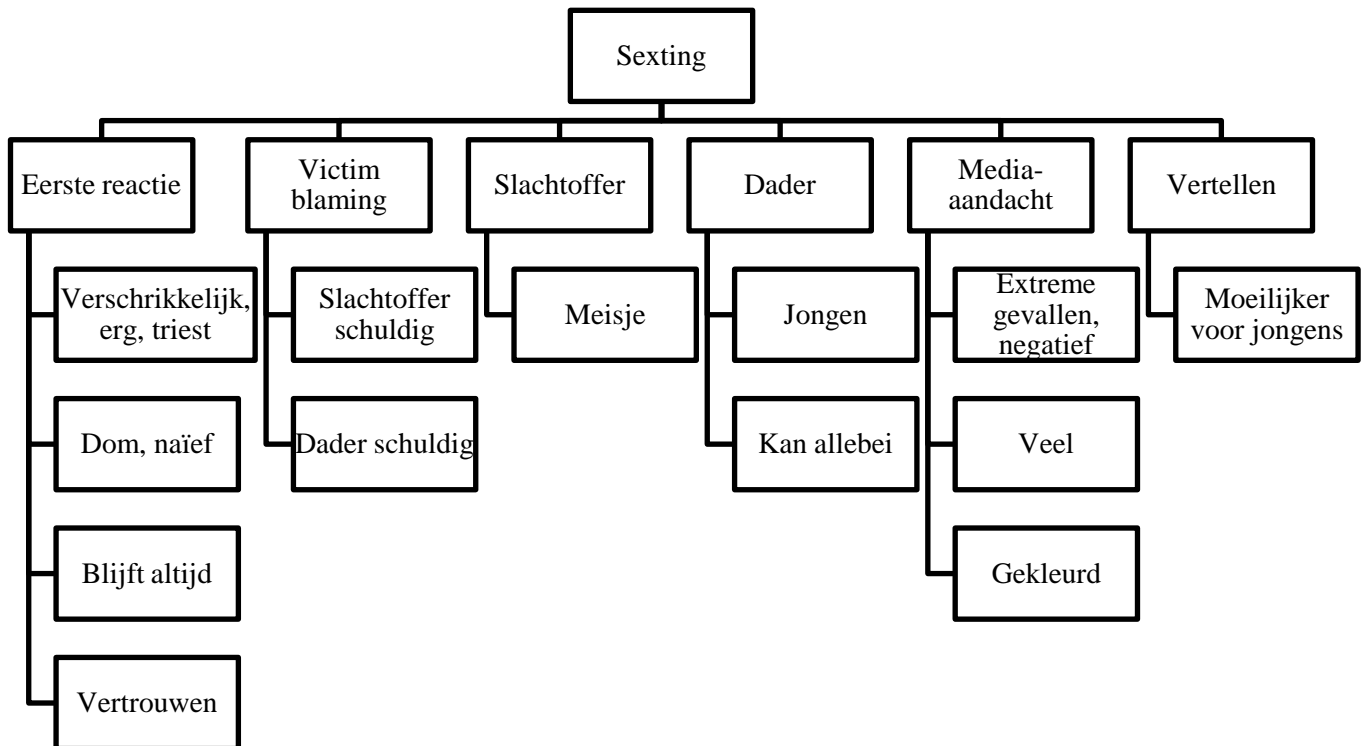 Sexting
Eerste reactie
Verschrikkelijk,
erg, triest
Dom, naïef
Blijft altijd
Vertrouwen
Victim
blaming
Slachtoffer
schuldig
Dader schuldig
Slachtoffer
Meisje
Dader
Jongen
Kan allebei
Media-
aandacht
Extreme
gevallen,
negatief
Veel
Gekleurd
Vertellen
Moeilijker
voor jongens